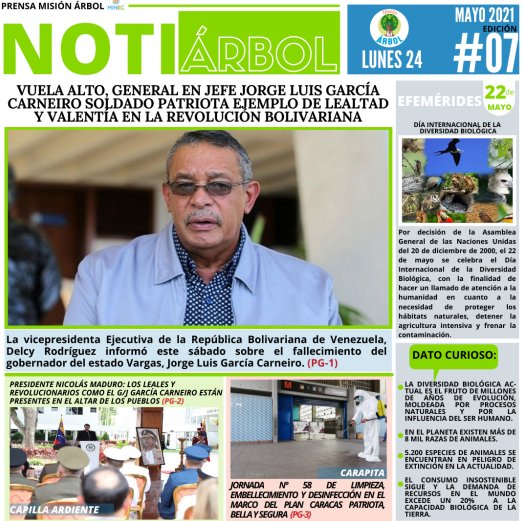 PRENSA MISIÓN ÁRBOL
MINEC
NOTI ÁRBOL
ÁRBOL
LUNES 24
MAYO 2021
EDICIÓN
#07
VUELA ALTO, GENERAL EN JEFE JORGE LUIS GARCÍA
CARNEIRO SOLDADO PATRIOTA EJEMPLO DE LEALTAD
Y VALENTÍA EN LA REVOLUCIÓN BOLIVARIANA
La vicepresidenta Ejecutiva de la República Bolivariana de Venezuela,
Delcy Rodríguez informó este sábado sobre el fallecimiento del
gobernador del estado Vargas, Jorge Luis García Carneiro. (PG-1)
PRESIDENTE NICOLÁS MADURO: LOS LEALES Y
REVOLUCIONARIOS COMO EL G/J GARCÍA CARNEIRO ESTÁN
PRESENTES EN EL ALTAR DE LOS PUEBLOS (PG-2)
CAPILLA ARDIENTE
CARAPITA
JORNADA N° 58 DE LIMPIEZA,
EMBELLECIMIENTO Y DESINFECCIÓN EN EL
MARCO DEL PLAN CARACAS PATRIOTA,
BELLA Y SEGURA (PG-3)
EFEMÉRIDES
22 de
MAYO
DÍA INTERNACIONAL DE LA
DIVERSIDAD BIOLÓGICA
Por decisión de la Asamblea
General de las Naciones Unidas
del 20 de diciembre de 2000, el 22
de mayo se celebra el Día
Internacional de la Diversidad
Biológica, con la finalidad de
hacer un llamado de atención a la
humanidad en cuanto a la
necesidad de proteger los
hábitats naturales, detener la
agricultura intensiva y frenar la
contaminación.
DATO CURIOSO:
LA DIVERSIDAD BIOLÓGICA AC-
TUAL ES EL FRUTO DE MILLONES
DE AÑOS DE EVOLUCIÓN,
MOLDEADA POR PROCESOS
NATURALES Y POR LA
INFLUENCIA DEL SER HUMANO.
EN EL PLANETA EXISTEN MÁS DE
8 MIL RAZAS DE ANIMALES.
5.200 ESPECIES DE ANIMALES SE
ENCUENTRAN EN PELIGRO DE
EXTINCIÓN EN LA ACTUALIDAD.
EL CONSUMO INSOSTENIBLE
SIGUE Y LA DEMANDA DE
RECURSOS EN EL MUNDO
EXCEDE UN 20% A LA
CAPACIDAD BIOLÓGICA DE LA
TIERRA.